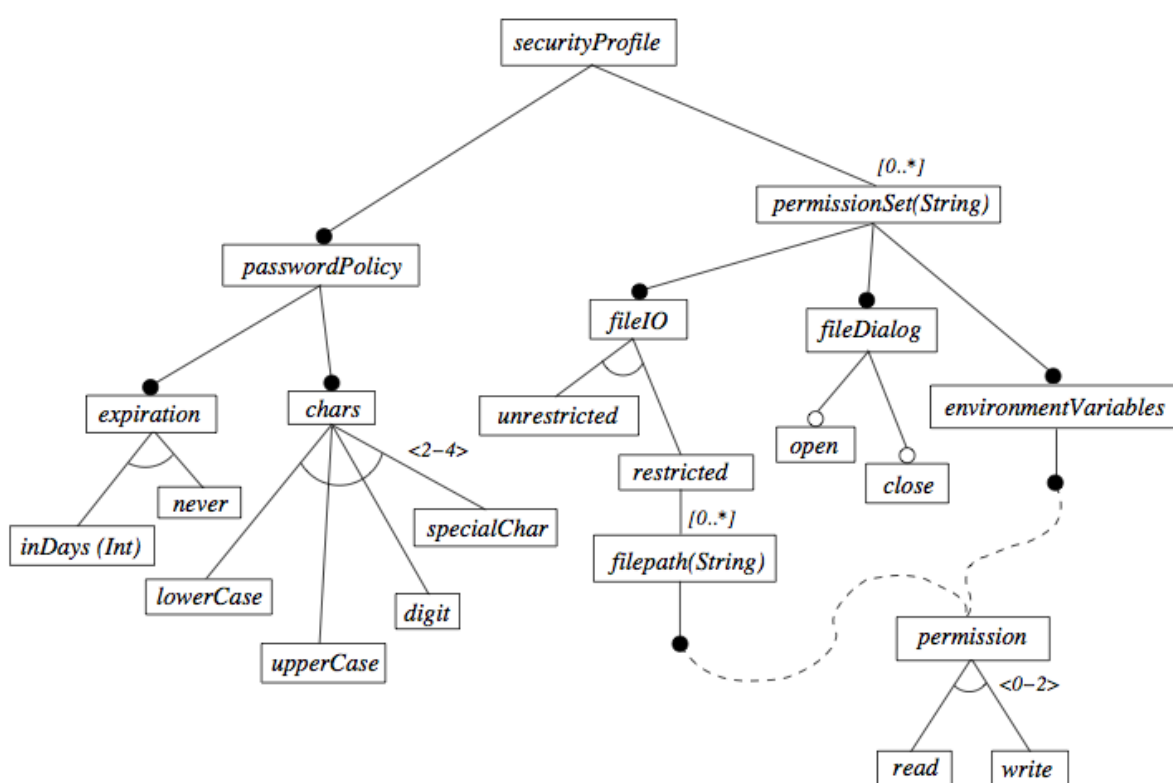 securityProfile
[0..*]
permissionSet(String)
passwordPolicy
fileIO
fileDialog
expiration
chars
unrestricted
environmentVariables
<2-4>
open
restricted
close
never
inDays (Int)
specialChar
[0..*]
filepath(String)
lowerCase
digit
permission
upperCase
<0-2>
read
write